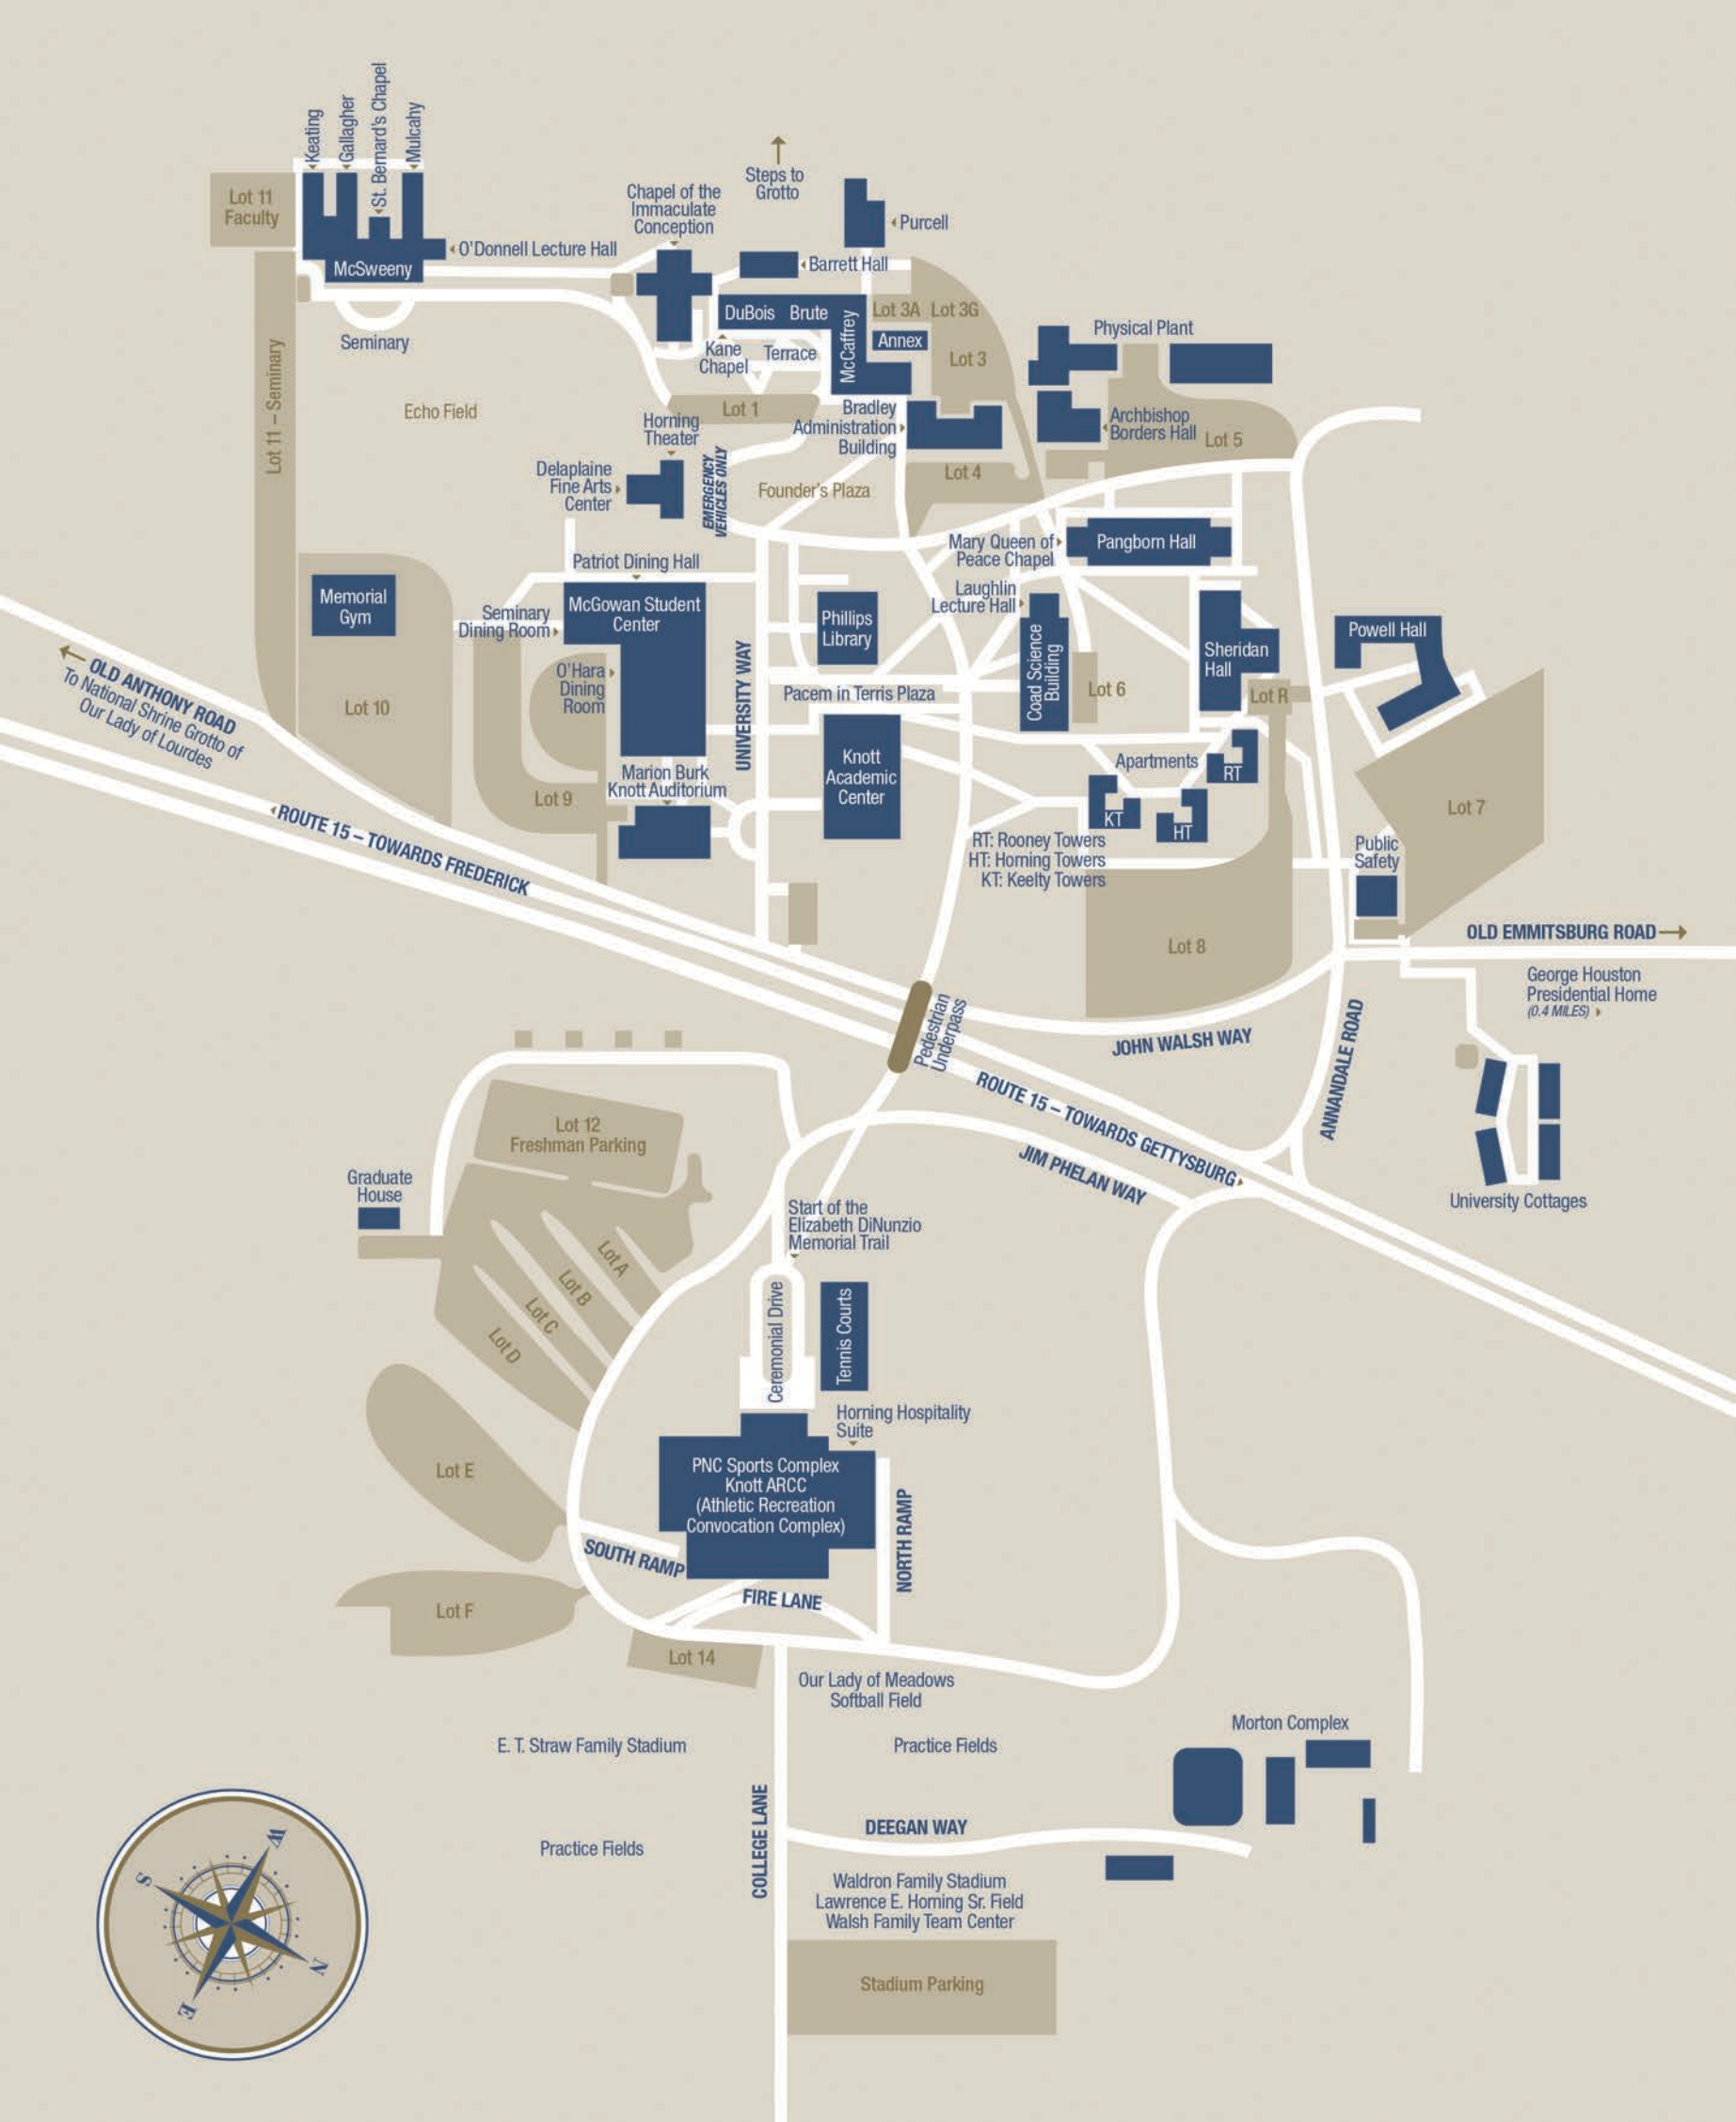 Keating
Gallagher
St. Bernard's Chapel
Mulcahy
Lot 11
Faculty
O'Donnell Lecture Hall
McSweeny
Seminary
Lot 11 – Seminary
Echo Field
Chapel of the
Immaculate
Conception
Steps to
Grotto
Purcell
Barrett Hall
DuBois
Brute
McCaffrey
Lot 3A
Lot 3G
Annex
Lot 3
Kane
Chapel
Terrace
Lot 1
Physical Plant
Archbishop
Borders Hall
Lot 5
Bradley
Administration
Building
Horning
Theater
Delaplaine
Fine Arts
Center
EMERGENCY
VEHICLES ONLY
Founder's Plaza
Lot 4
Mary Queen of
Peace Chapel
Pangborn Hall
Patriot Dining Hall
Memorial
Gym
Seminary
Dining Room
McGowan Student
Center
Phillips
Library
Laughlin
Lecture Hall
Coad Science
Building
Sheridan
Hall
Powell Hall
OLD ANTHONY ROAD
To National Shrine Grotto of
Our Lady of Lourdes
Lot 10
O'Hara
Dining
Room
UNIVERSITY WAY
Pacem in Terris Plaza
Lot 6
Lot R
Knott
Academic
Center
Apartments
RT
KT
HT
Lot 7
Marion Burk
Knott Auditorium
Lot 9
ROUTE 15 – TOWARDS FREDERICK
RT: Rooney Towers
HT: Horning Towers
KT: Keelty Towers
Public
Safety
Lot 8
OLD EMMITSBURG ROAD
George Houston
Presidential Home
(0.4 MILES)
Pedestrian
Underpass
JOHN WALSH WAY
ANNANDALE ROAD
ROUTE 15 – TOWARDS GETTYSBURG
JIM PHELAN WAY
University Cottages
Lot 12
Freshman Parking
Graduate
House
Start of the
Elizabeth DiNunzio
Memorial Trail
Lot A
Lot B
Lot C
Lot D
Ceremonial Drive
Tennis Courts
Horning Hospitality
Suite
Lot E
PNC Sports Complex
Knott ARCC
(Athletic Recreation
Convocation Complex)
SOUTH RAMP
NORTH RAMP
FIRE LANE
Lot F
Lot 14
Our Lady of Meadows
Softball Field
E. T. Straw Family Stadium
Practice Fields
Morton Complex
COLLEGE LANE
DEEGAN WAY
Practice Fields
Waldron Family Stadium
Lawrence E. Horning Sr. Field
Walsh Family Team Center
Stadium Parking
W
S
N
E